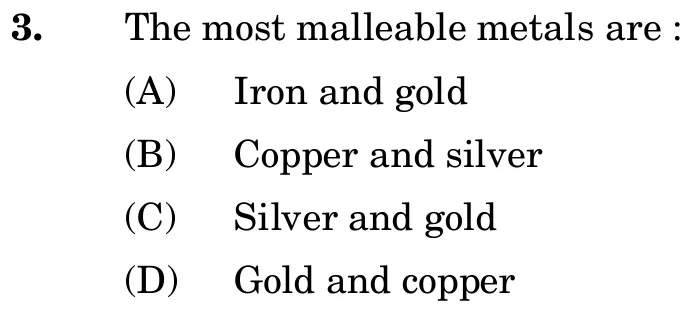 3. The most malleable metals are :
(A) Iron and gold
(B) Copper and silver
(C) Silver and gold
(D) Gold and copper